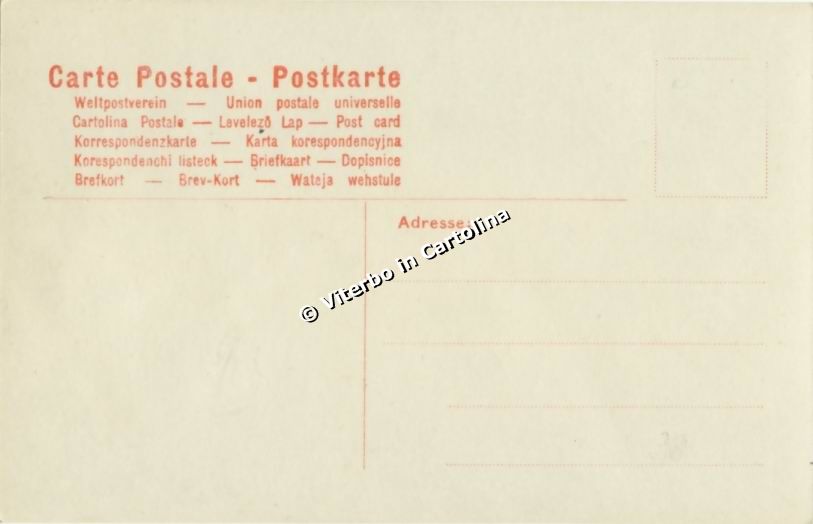 Carte Postale - Postkarte
Weltpostverein — Union postale universelle
Cartolina Postale — Levelező Lap — Post card
Korrespondenzkarte — Karta korespondencyjna
Korespondenchi listeck — Briefkaart — Dopisnice
Brefkort — Brev-Kort — Wateja wehstule
Adresse:
© Viterbo in Cartolina